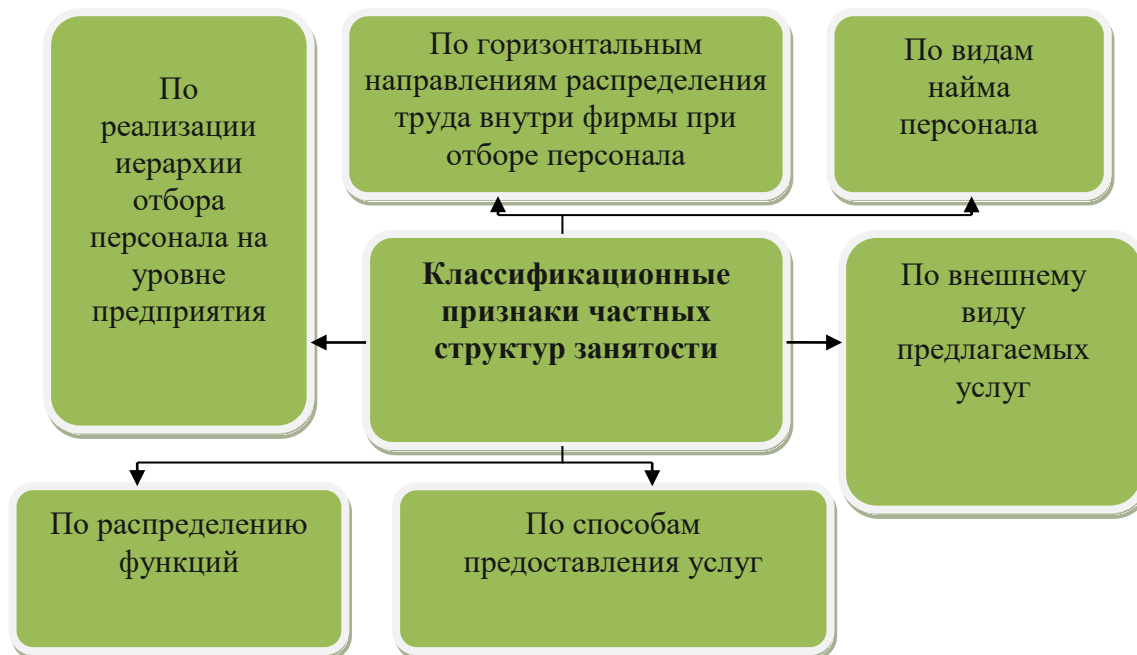 По
реализации
иерархии
отбора
персонала на
уровне
предприятия
По горизонтальным
направлениям распределения
труда внутри фирмы при
отборе персонала
По видам
найма
персонала
Классификационные
признаки частных
структур занятости
По внешнему
виду
предлагаемых
услуг
По распределению
функций
По способам
предоставления услуг